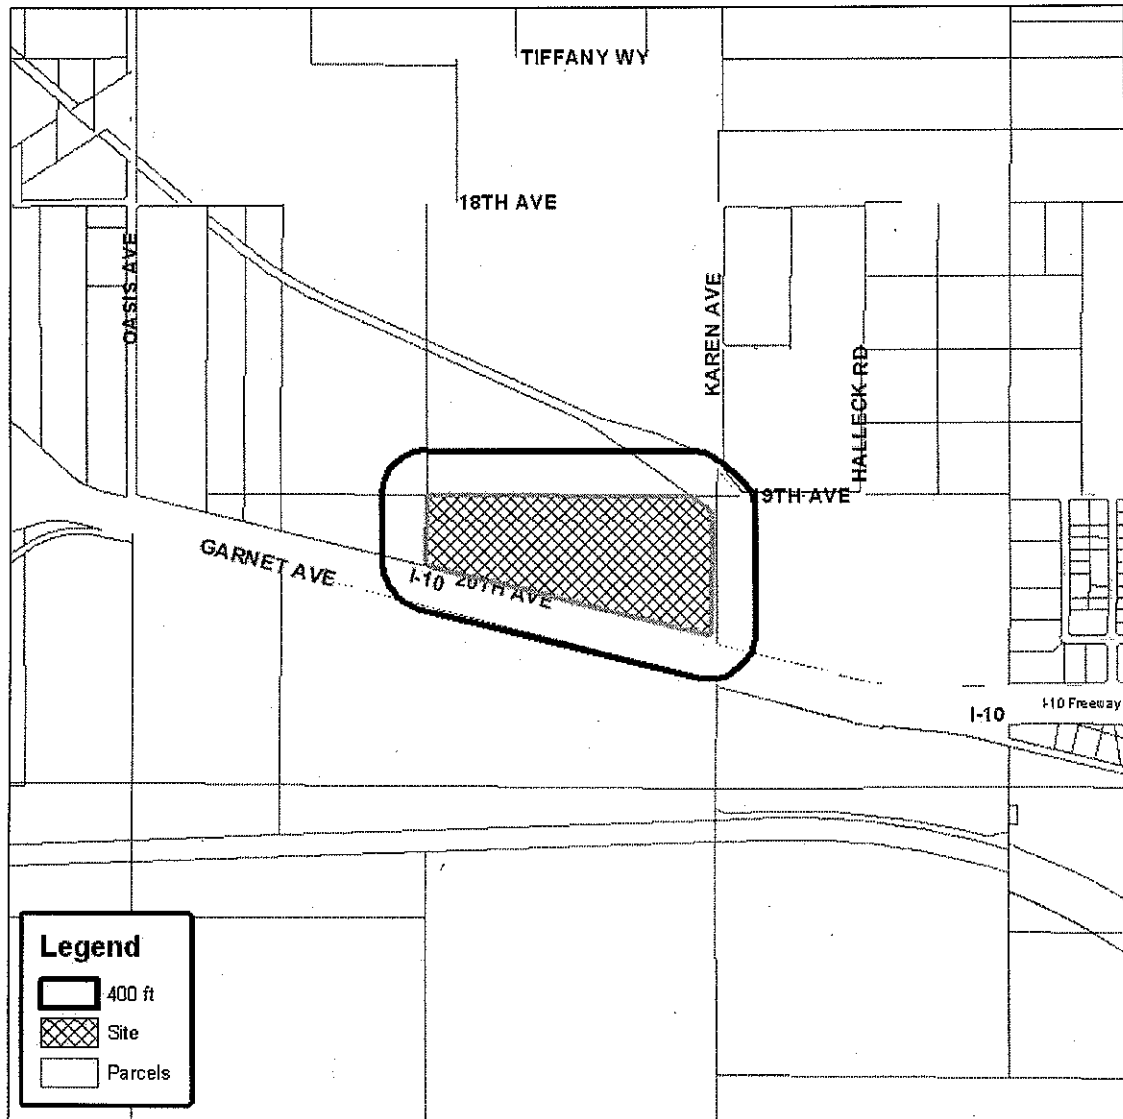 TIFFANY WY
18TH AVE
OASIS AVE
KAREN AVE
HALLECK RD
19TH AVE
GARNET AVE
I-10
20TH AVE
I-10
I-10 Freeway
Legend
400 ft
Site
Parcels